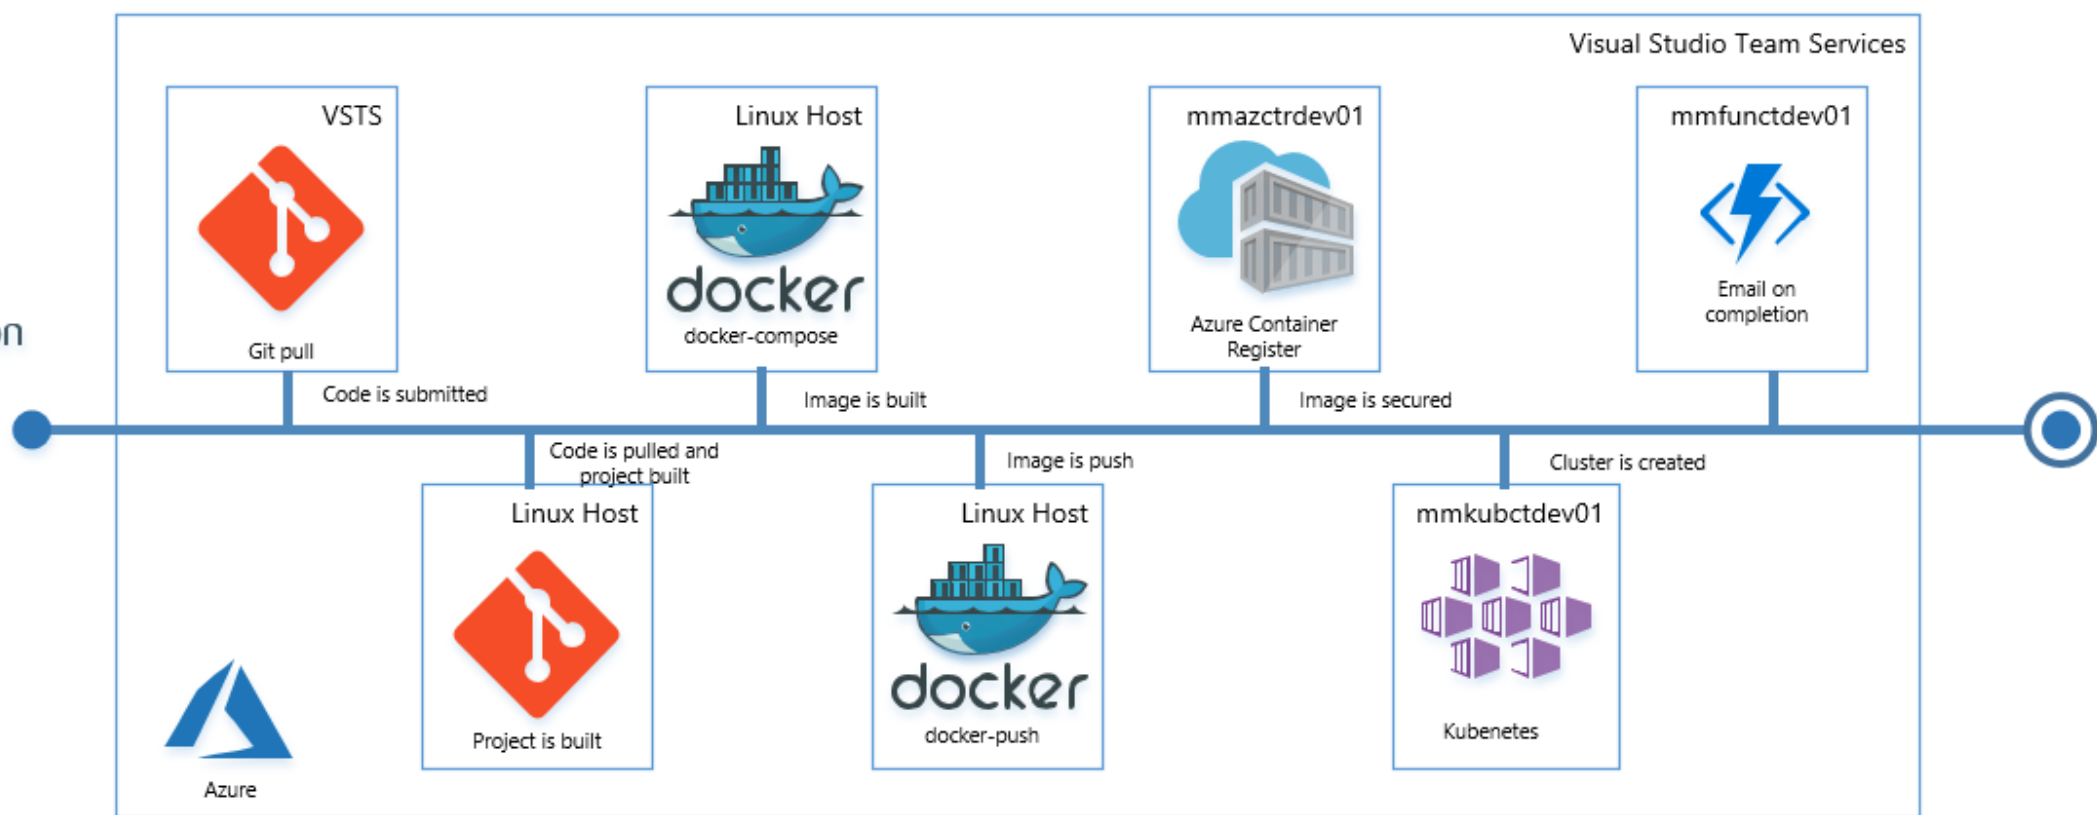 Visual Studio Team Services
VSTS
Git pull
Code is submitted
Linux Host
docker
docker-compose
Image is built
mmazctrdev01
Azure Container
Register
Image is secured
mmfunctdev01
Email on
completion
Code is pulled and
project built
Linux Host
Project is built
Image is push
Linux Host
docker
docker-push
Cluster is created
mmkubctdev01
Kubenetes
Azure